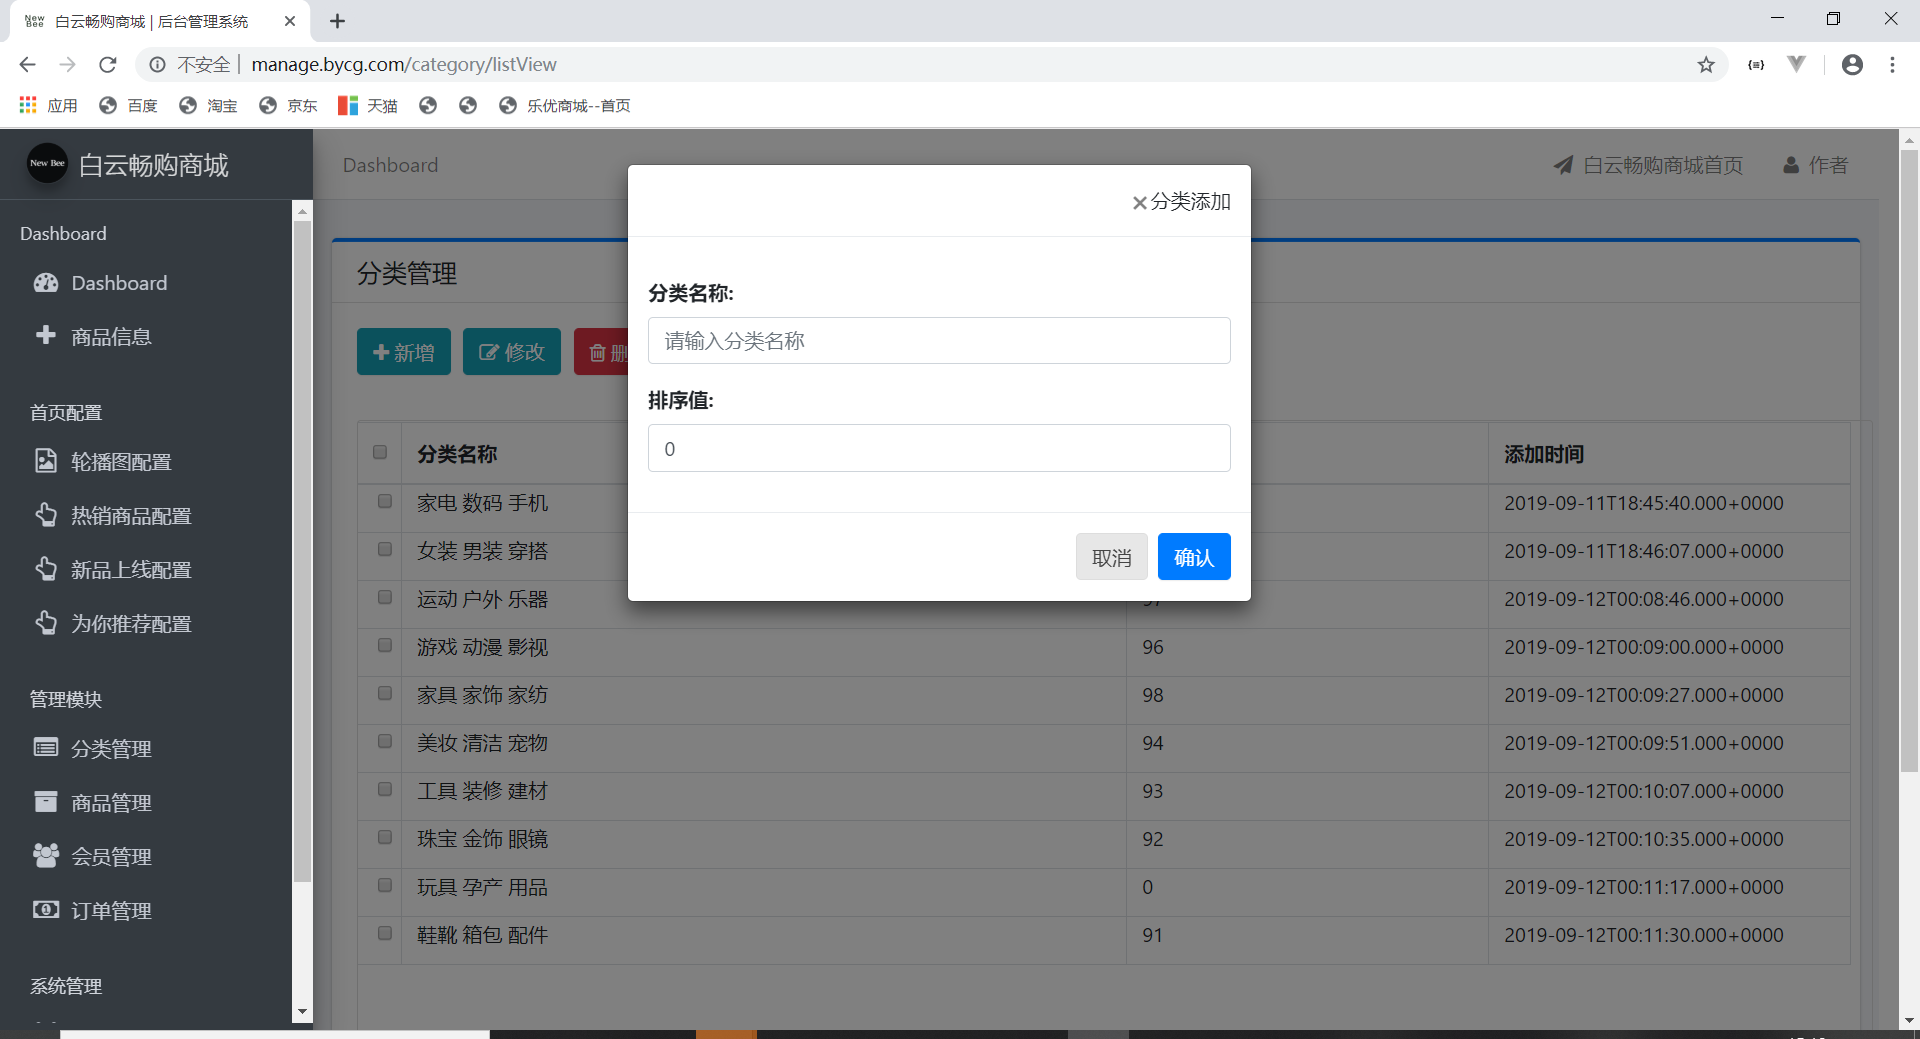 New Bee 白云畅购商城 | 后台管理系统
不安全 | manage.bycg.com/category/listView
应用 百度 淘宝 京东 天猫 乐优商城--首页
New Bee 白云畅购商城
Dashboard
白云畅购商城首页 作者
Dashboard
Dashboard
商品信息
首页配置
轮播图配置
热销商品配置
新品上线配置
为你推荐配置
管理模块
分类管理
商品管理
会员管理
订单管理
系统管理
分类管理
新增 修改 删
分类名称 添加时间
家电 数码 手机 2019-09-11T18:45:40.000+0000
女装 男装 穿搭 2019-09-11T18:46:07.000+0000
运动 户外 乐器 97 2019-09-12T00:08:46.000+0000
游戏 动漫 影视 96 2019-09-12T00:09:00.000+0000
家具 家饰 家纺 98 2019-09-12T00:09:27.000+0000
美妆 清洁 宠物 94 2019-09-12T00:09:51.000+0000
工具 装修 建材 93 2019-09-12T00:10:07.000+0000
珠宝 金饰 眼镜 92 2019-09-12T00:10:35.000+0000
玩具 孕产 用品 0 2019-09-12T00:11:17.000+0000
鞋靴 箱包 配件 91 2019-09-12T00:11:30.000+0000
×分类添加
分类名称:
请输入分类名称
排序值:
0
取消 确认